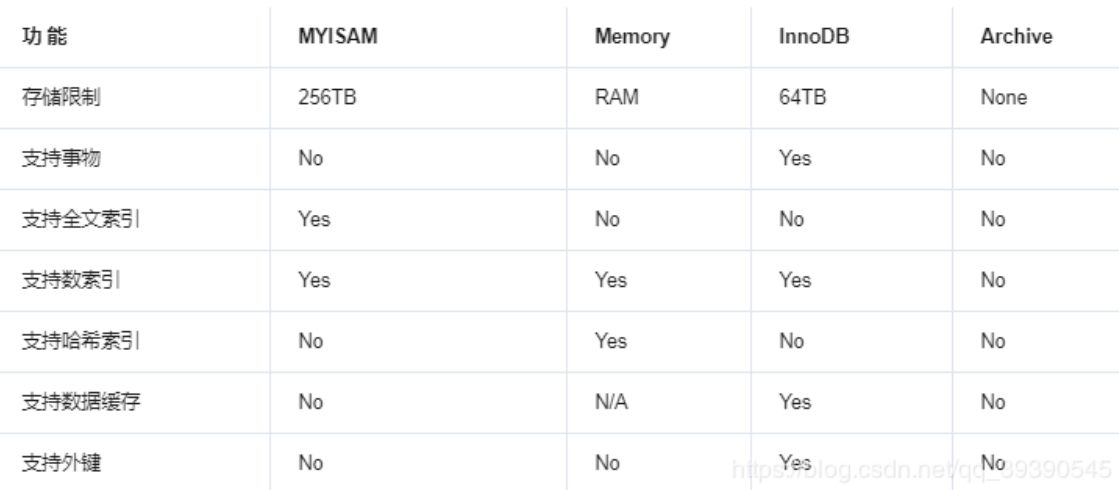 功能 MYISAM Memory InnoDB Archive
存储限制 256TB RAM 64TB None
支持事物 No No Yes No
支持全文索引 Yes No No No
支持数索引 Yes Yes Yes No
支持哈希索引 No Yes No No
支持数据缓存 No N/A Yes No
支持外键 No No Yes No
https://blog.csdn.net/qq_39390545